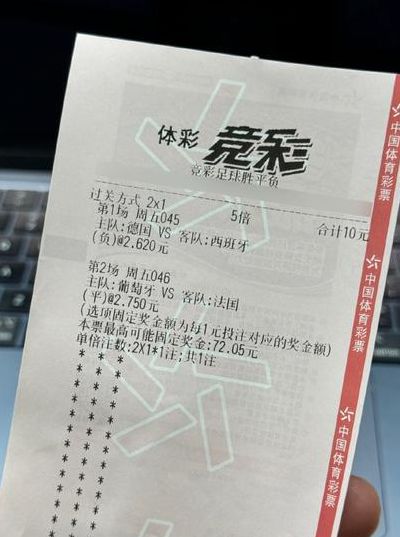 体彩 竞彩
竞彩足球胜平负
过关方式 2x1 5倍 合计10元
第1场 周五045
主队:德国 VS 客队:西班牙
(负)@2.620元
第2场 周五046
主队:葡萄牙 VS 客队:法国
(平)@2.750元
(选项固定奖金额为每1元投注对应的奖金额)
本票最高可能固定奖金:72.05元
单倍注数:2X1*1注;共1注
中国体育彩票
中国体育彩票
中国体育彩票